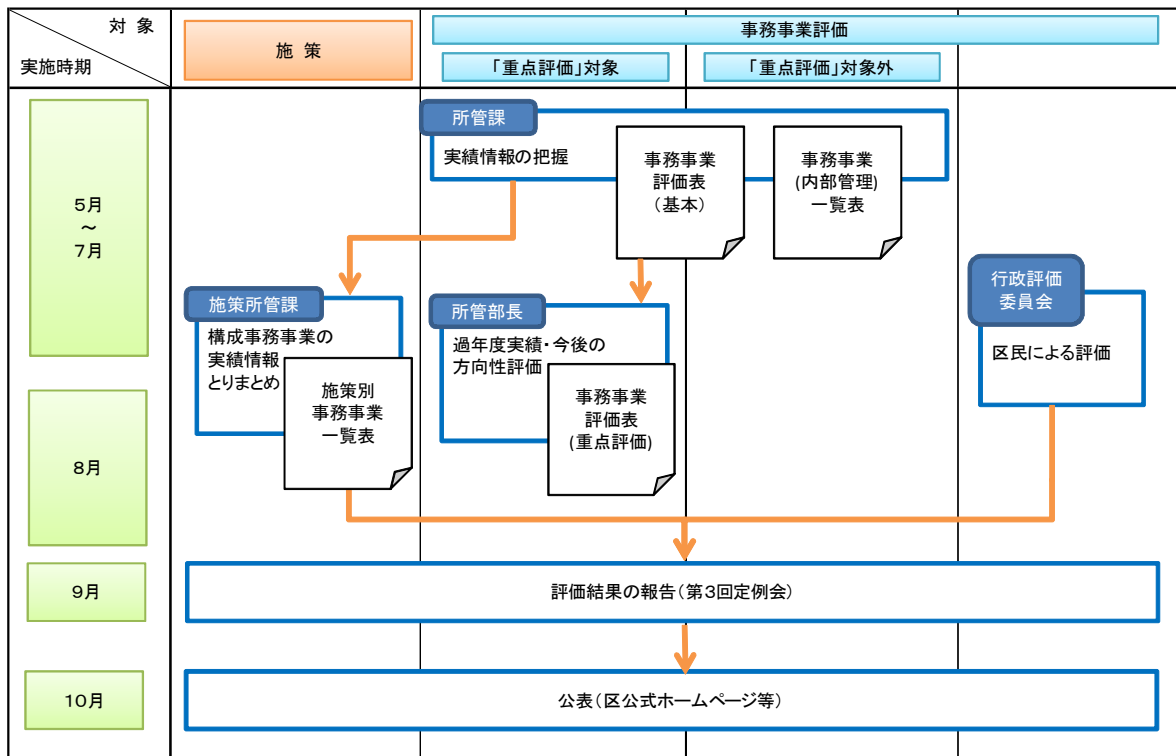 対 象
実施時期
施 策
事務事業評価
「重点評価」対象
「重点評価」対象外
5月
～
7月
所管課
実績情報の把握
事務事業
評価表
（基本）
事務事業
(内部管理)
一覧表
施策所管課
構成事務事業の
実績情報
とりまとめ
施策別
事務事業
一覧表
所管部長
過年度実績・今後の
方向性評価
事務事業
評価表
(重点評価)
行政評価
委員会
区民による評価
8月
9月
評価結果の報告（第3回定例会）
10月
公表（区公式ホームページ等）